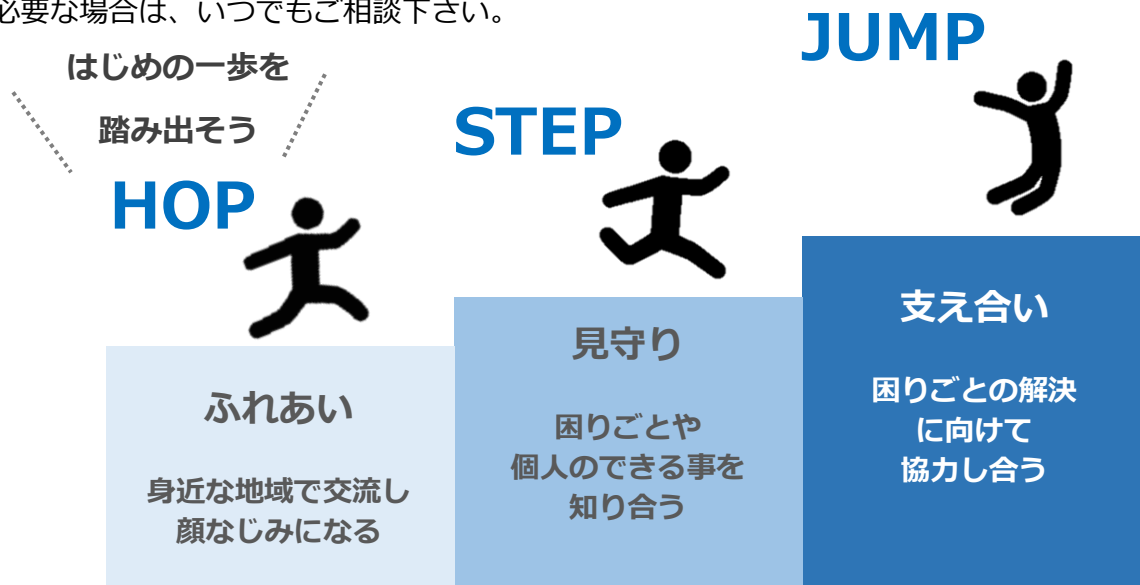 必要な場合は、いつでもご相談下さい。
はじめの一歩を
踏み出そう
HOP
STEP
JUMP
ふれあい
身近な地域で交流し
顔なじみになる
見守り
困りごとや
個人のできる事を
知り合う
支え合い
困りごとの解決
に向けて
協力し合う